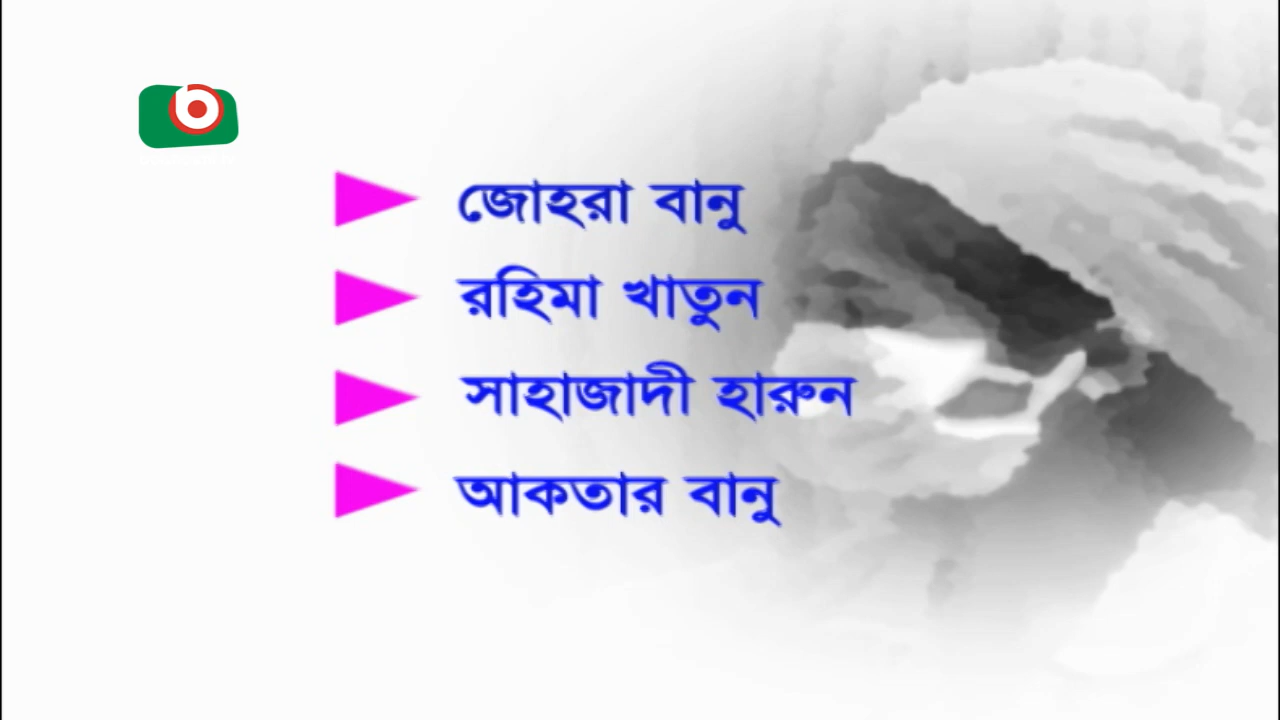 জোহরা বানু
রহিমা খাতুন
সাহাজাদী হারুন
আকতার বানু